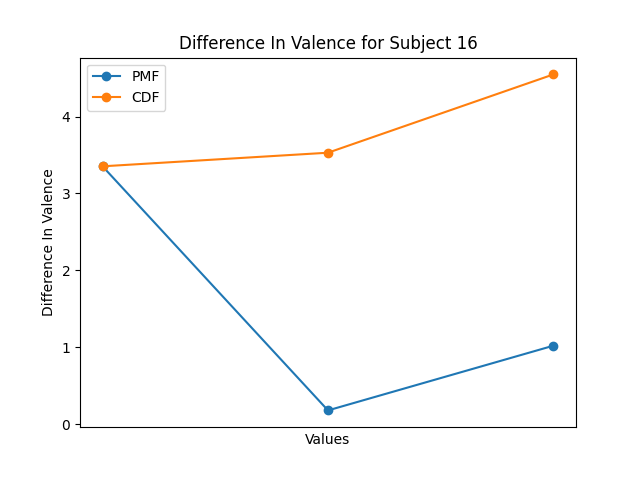 Difference In Valence for Subject 16
PMF
CDF
Difference In Valence
4
3
2
1
0
Values